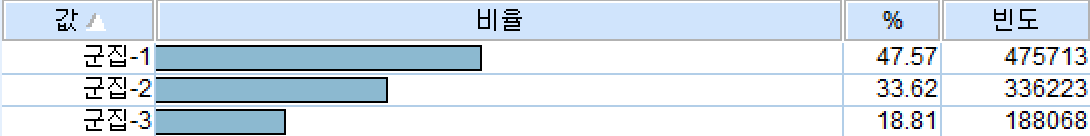 값 비율 % 빈도
군집-1 47.57 475713
군집-2 33.62 336223
군집-3 18.81 188068